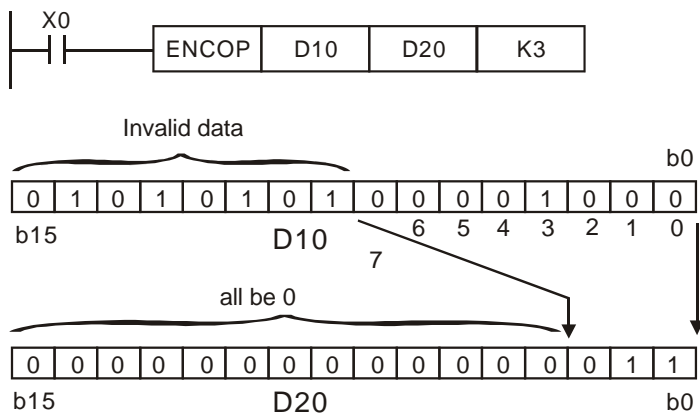 X0
ENCOP D10 D20 K3
Invalid data
b0
0 1 0 1 0 1 0 1 0 0 0 0 1 0 0 0
b15 D10 7 6 5 4 3 2 1 0
all be 0
0 0 0 0 0 0 0 0 0 0 0 0 0 0 1 1
b15 D20 b0